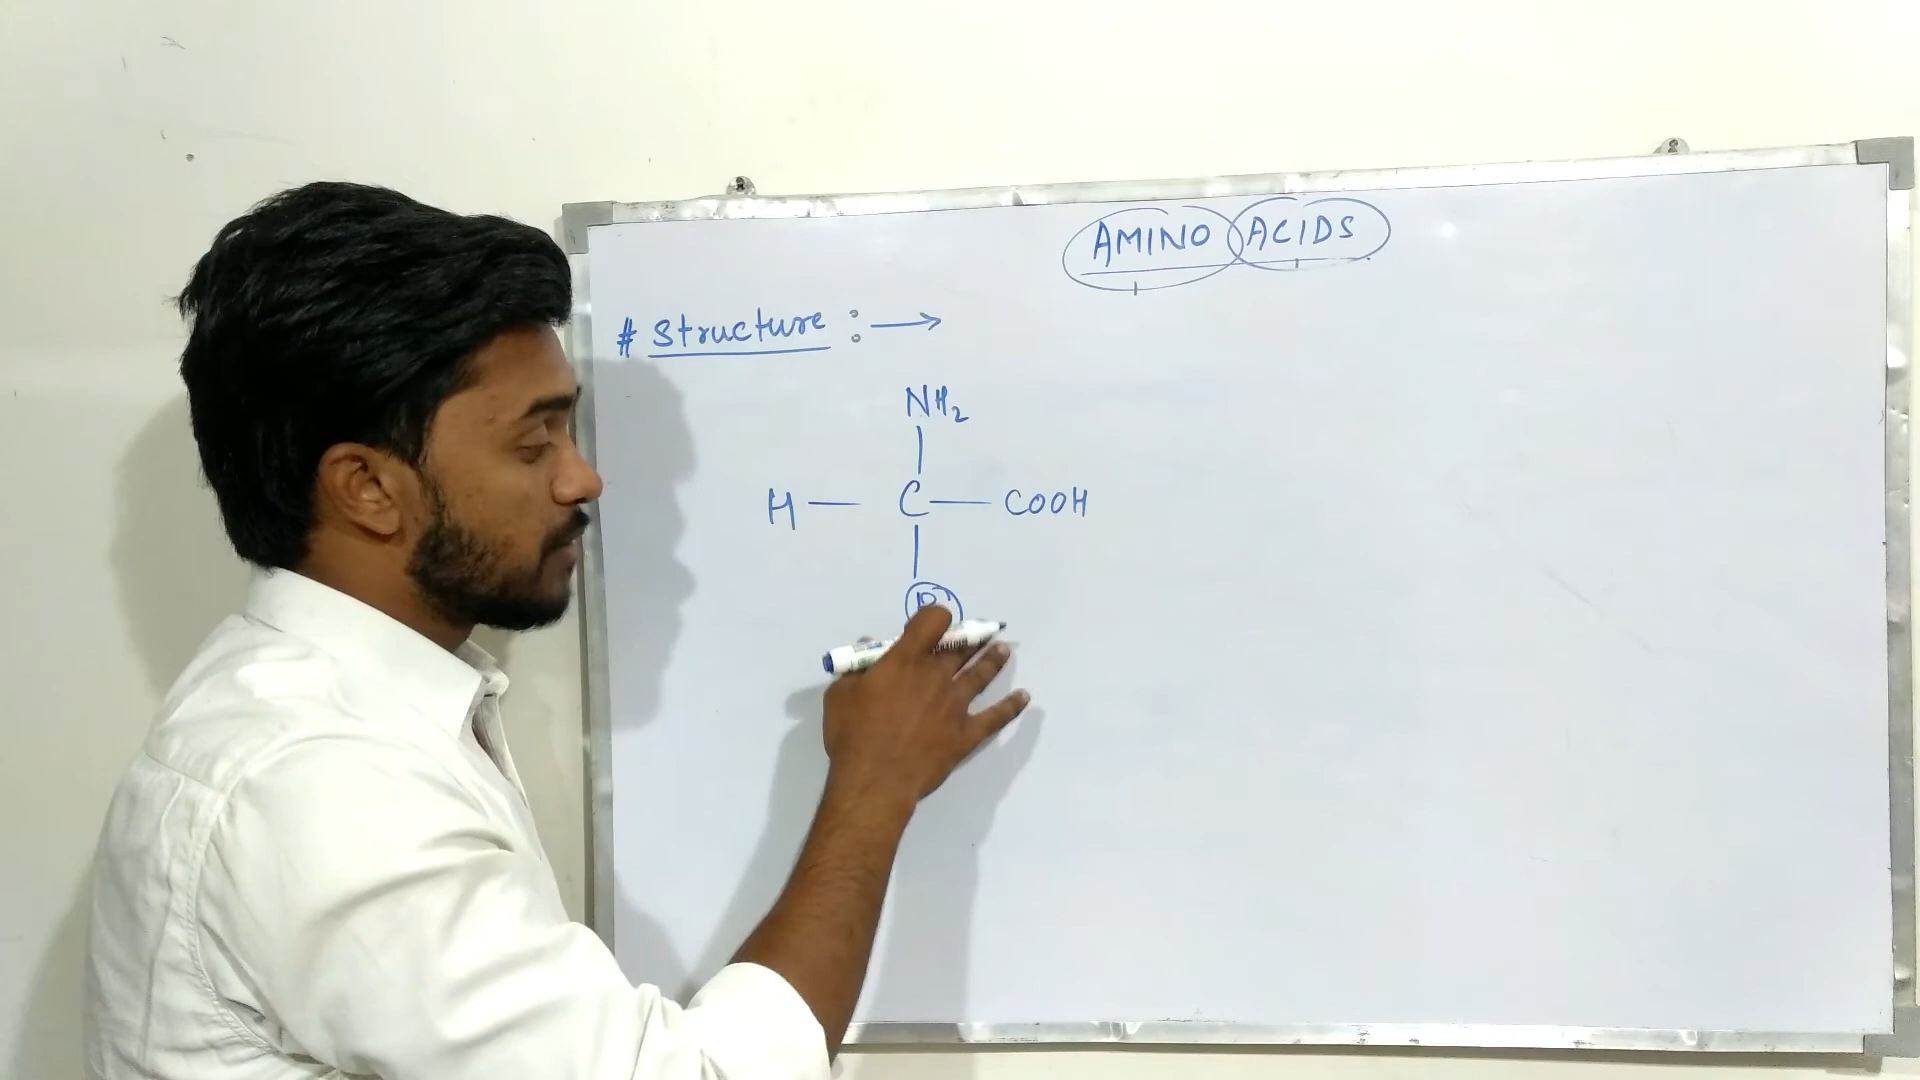 AMINO ACIDS
# Structure : →
NH2
H — C — COOH
R